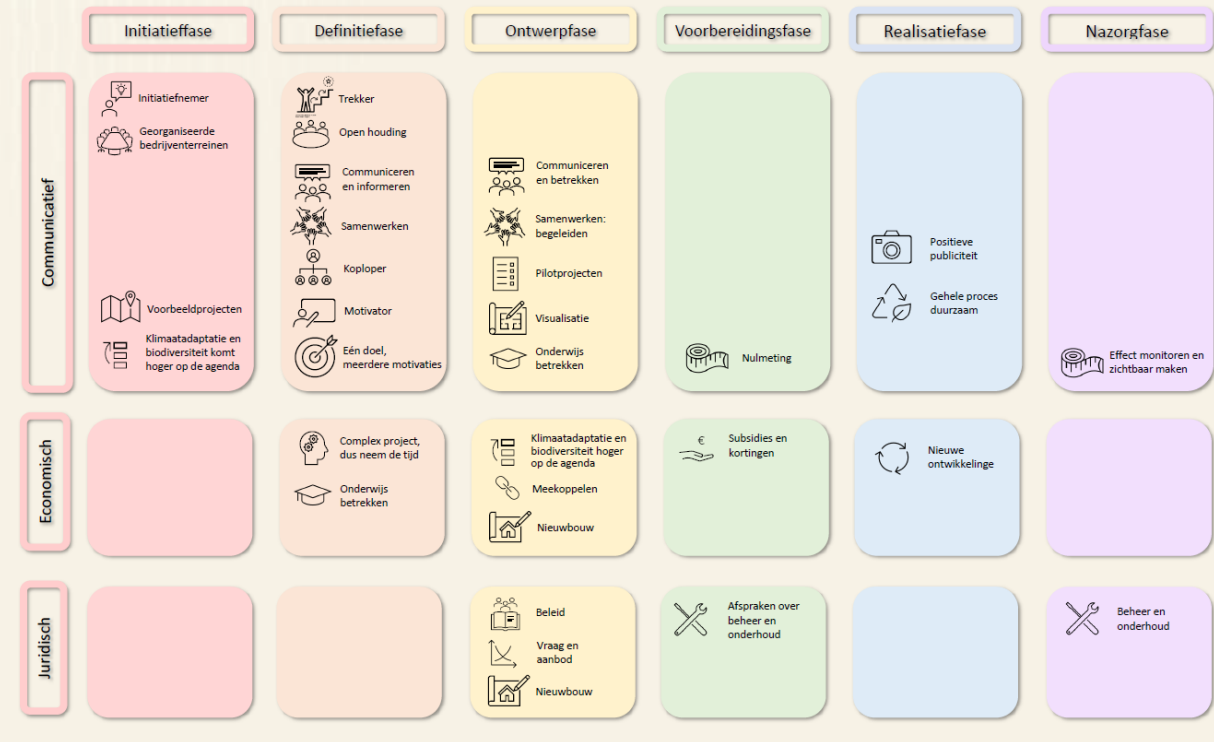 Initiatieffase
Definitiefase
Ontwerpfase
Voorbereidingsfase
Realisatiefase
Nazorgfase
Communicatief
Initiatiefnemer
Georganiseerde
bedrijventerreinen
Voorbeeldprojecten
Klimaatadaptatie en
biodiversiteit komt
hoger op de agenda
Trekker
Open houding
Communiceren
en informeren
Samenwerken
Koploper
Motivator
Eén doel,
meerdere motivaties
Communiceren
en betrekken
Samenwerken:
begeleiden
Pilotprojecten
Visualisatie
Onderwijs
betrekken
Nulmeting
Positieve
publiciteit
Gehele proces
duurzaam
Effect monitoren en
zichtbaar maken
Economisch
Complex project,
dus neem de tijd
Onderwijs
betrekken
Klimaatadaptatie en
biodiversiteit hoger
op de agenda
Meekoppelen
Nieuwbouw
€
Subsidies en
kortingen
Nieuwe
ontwikkelinge
Juridisch
Beleid
Vraag en
aanbod
Nieuwbouw
Afspraken over
beheer en
onderhoud
Beheer en
onderhoud